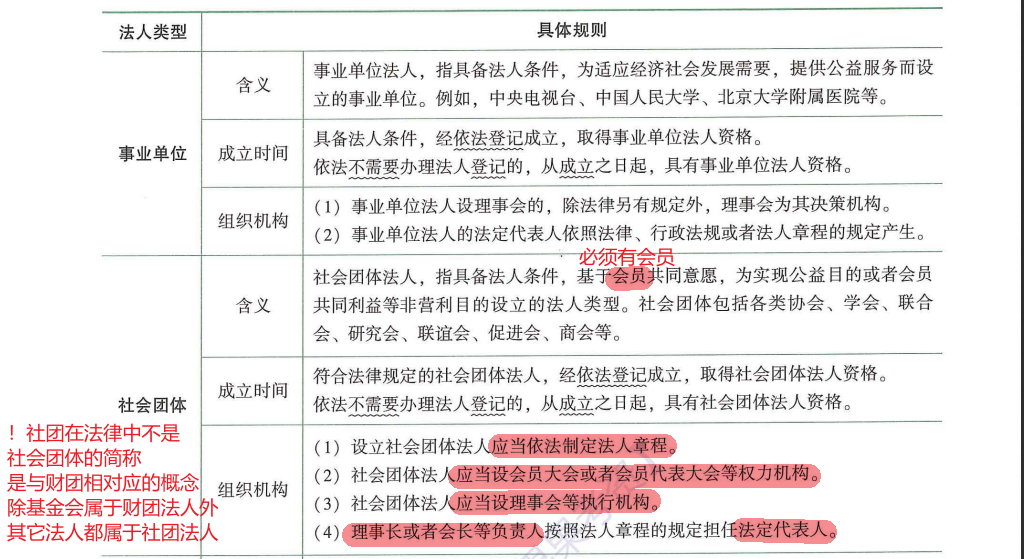 法人类型 具体规则
事业单位
含义
事业单位法人，指具备法人条件，为适应经济社会发展需要，提供公益服务而设
立的事业单位。例如，中央电视台、中国人民大学、北京大学附属医院等。
成立时间
具备法人条件，经依法登记成立，取得事业单位法人资格。
依法不需要办理法人登记的，从成立之日起，具有事业单位法人资格。
组织机构
（1）事业单位法人设理事会的，除法律另有规定外，理事会为其决策机构。
（2）事业单位法人的法定代表人依照法律、行政法规或者法人章程的规定产生。
必须有会员
社会团体
含义
社会团体法人，指具备法人条件，基于会员共同意愿，为实现公益目的或者会员
共同利益等非营利目的设立的法人类型。社会团体包括各类协会、学会、联合
会、研究会、联谊会、促进会、商会等。
成立时间
符合法律规定的社会团体法人，经依法登记成立，取得社会团体法人资格。
依法不需要办理法人登记的，从成立之日起，具有社会团体法人资格。
！社团在法律中不是
社会团体的简称
是与财团相对应的概念
除基金会属于财团法人外
其它法人都属于社团法人
组织机构
（1）设立社会团体法人应当依法制定法人章程。
（2）社会团体法人应当设会员大会或者会员代表大会等权力机构。
（3）社会团体法人应当设理事会等执行机构。
（4）理事长或者会长等负责人按照法人章程的规定担任法定代表人。